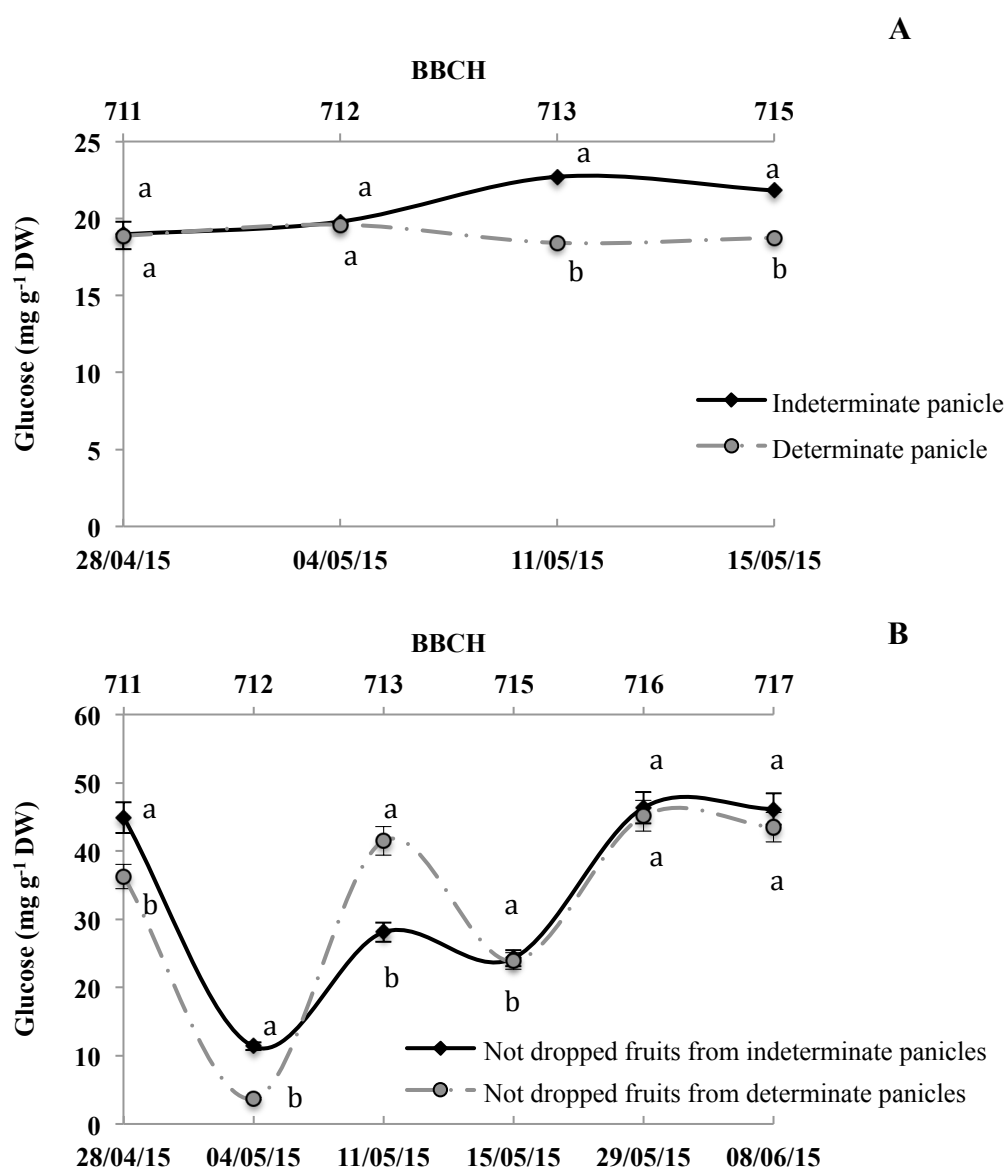 A
BBCH
711 712 713 715
25
20
15
10
5
0
Glucose (mg g⁻¹ DW)
a a a a
a a b b
Indeterminate panicle
Determinate panicle
28/04/15 04/05/15 11/05/15 15/05/15
B
BBCH
711 712 713 715 716 717
60
50
40
30
20
10
0
Glucose (mg g⁻¹ DW)
a a a a a a
b b b b a a
Not dropped fruits from indeterminate panicles
Not dropped fruits from determinate panicles
28/04/15 04/05/15 11/05/15 15/05/15 29/05/15 08/06/15